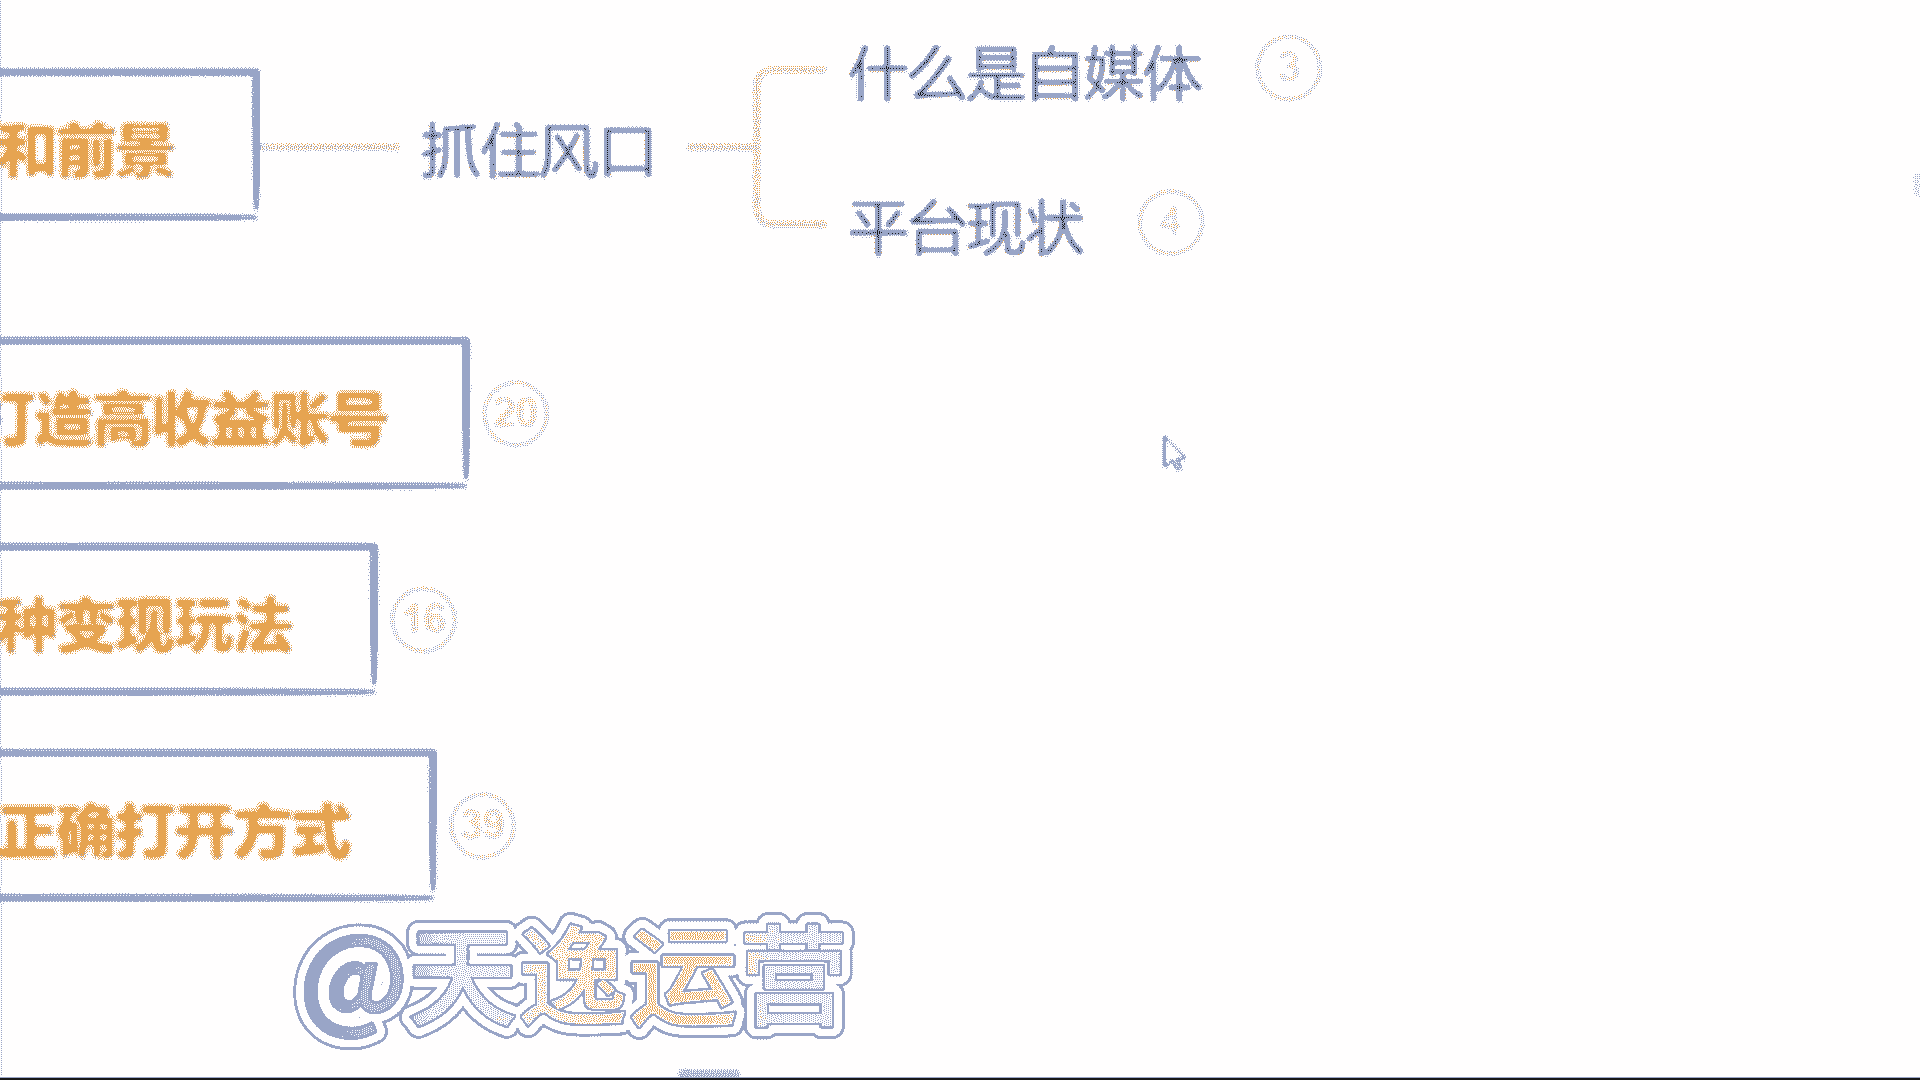 什么是自媒体 3
和前景
抓住风口
平台现状 4
打造高收益账号 20
种变现玩法 16
正确打开方式 39
@天逸运营